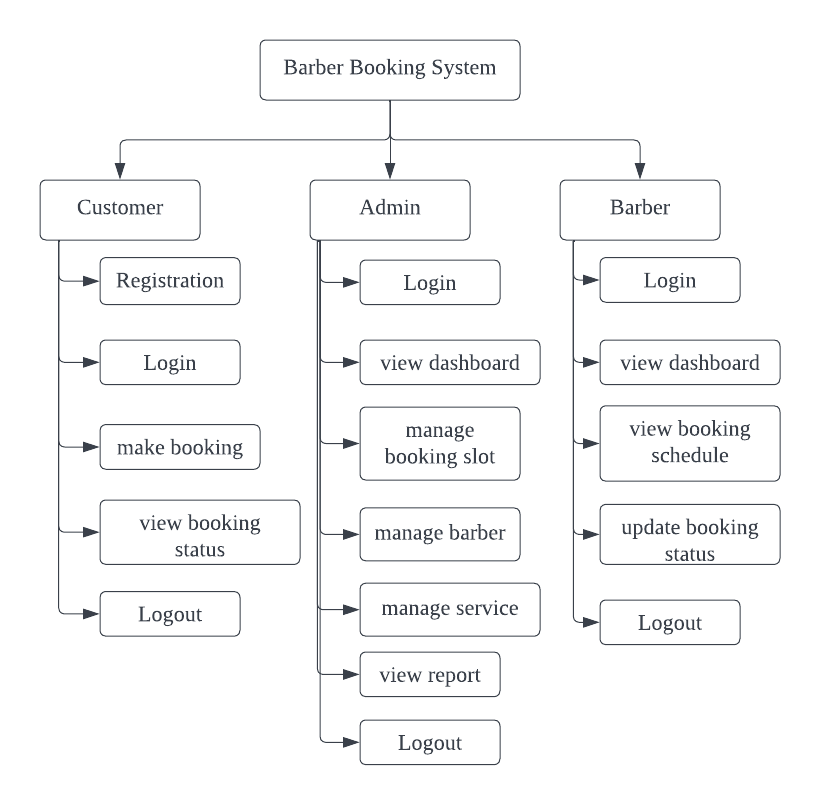 Barber Booking System
Customer
Admin
Barber
Registration
Login
make booking
view booking
status
Logout
Login
view dashboard
manage
booking slot
manage barber
manage service
view report
Logout
Login
view dashboard
view booking
schedule
update booking
status
Logout